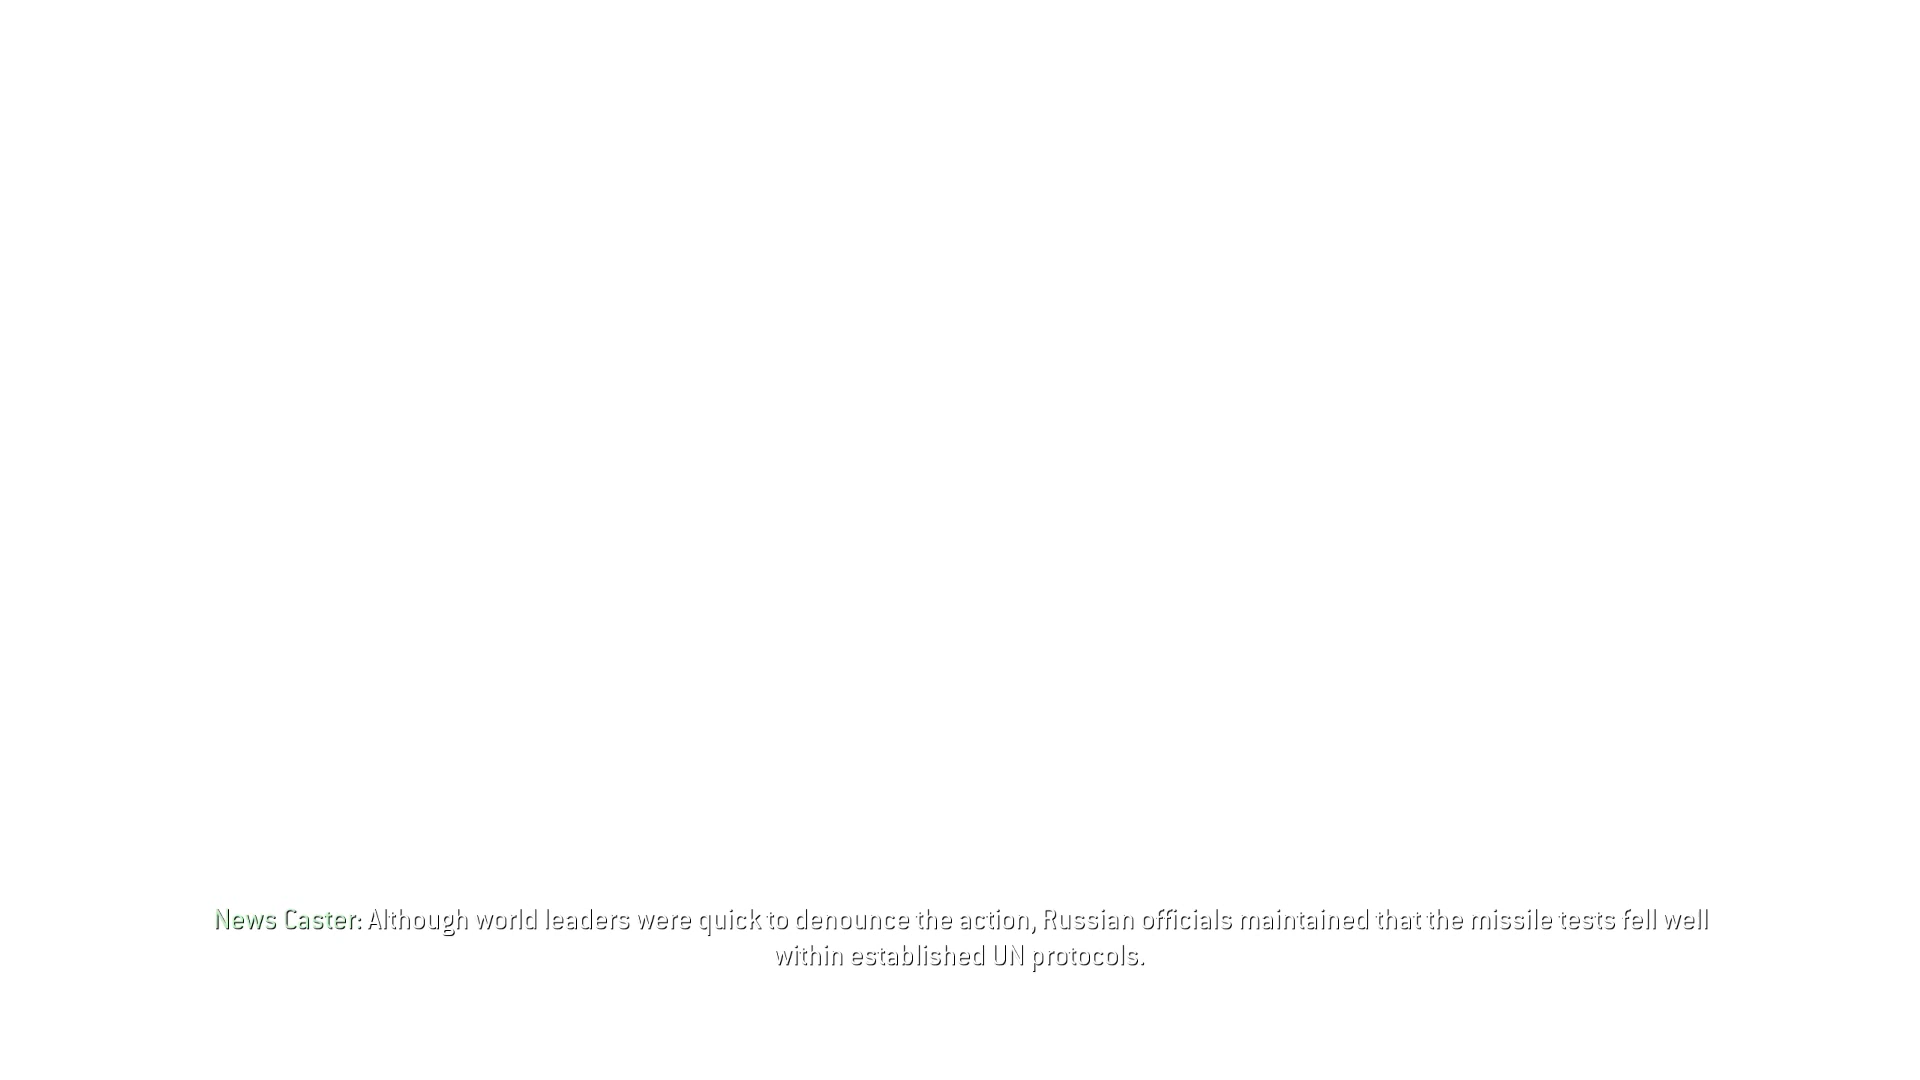 News Caster: Although world leaders were quick to denounce the action, Russian officials maintained that the missile tests fell well
within established UN protocols.